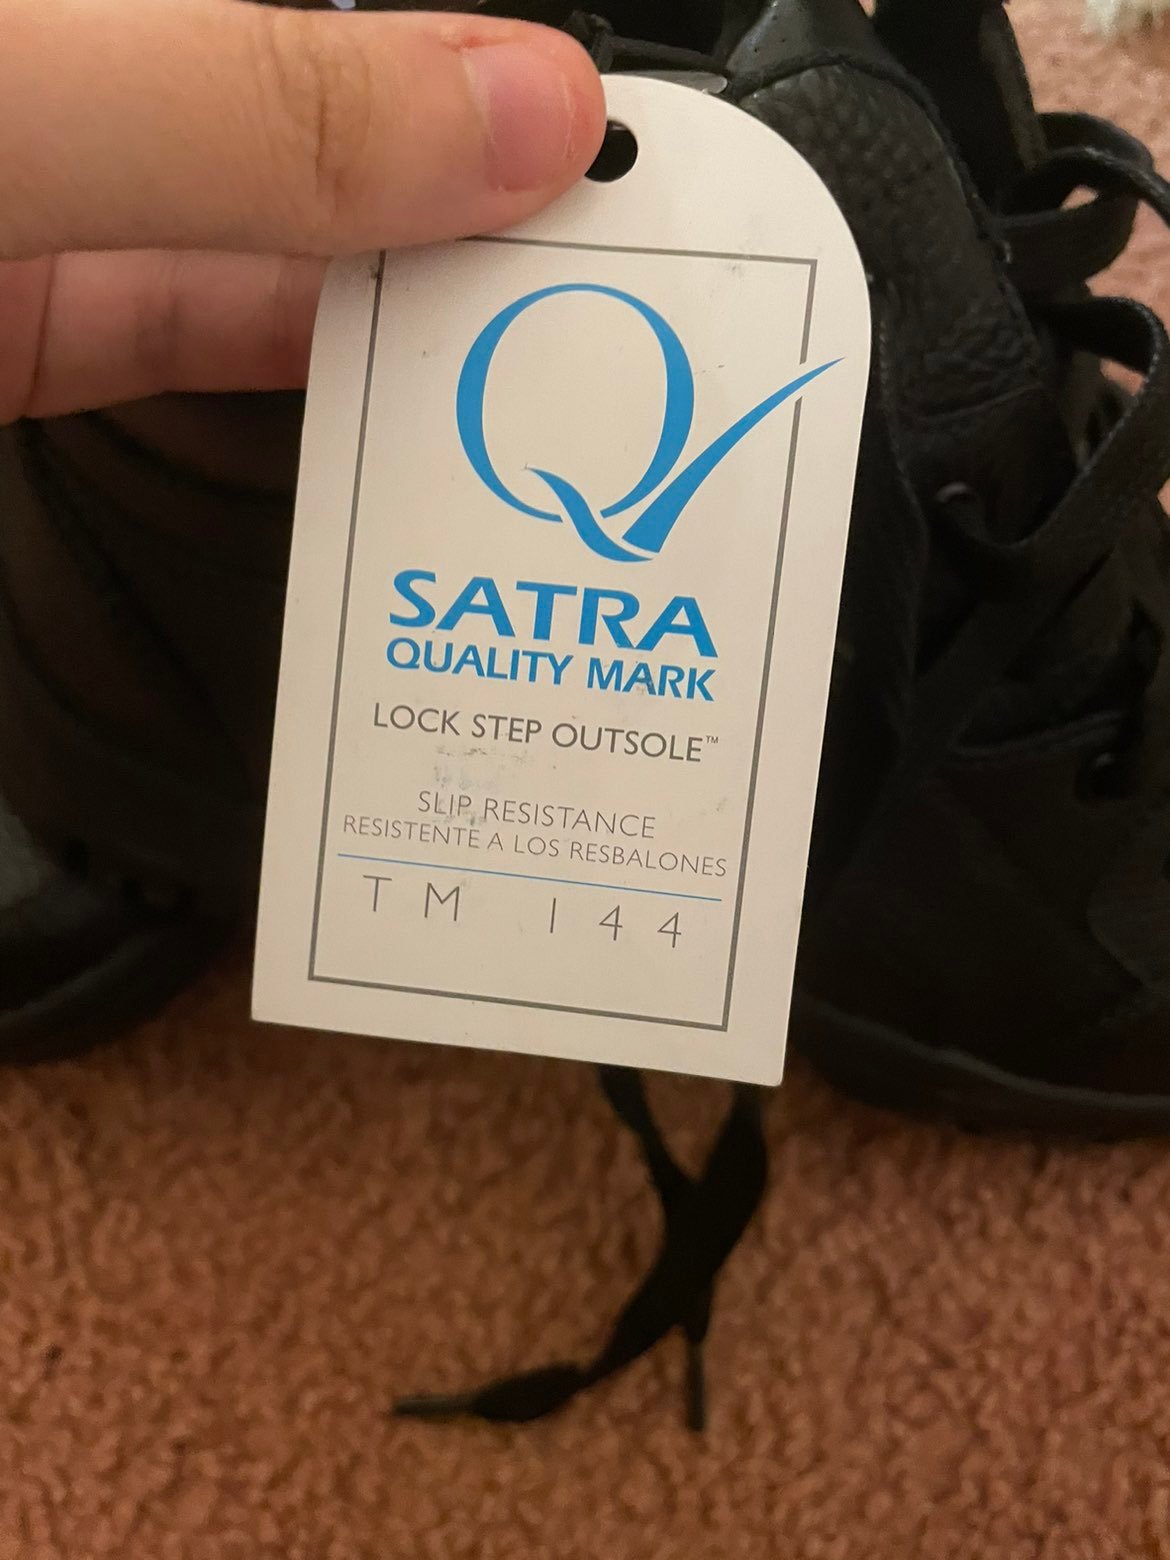 SATRA
QUALITY MARK
LOCK STEP OUTSOLE™
SLIP RESISTANCE
RESISTENTE A LOS RESBALONES
TM 144